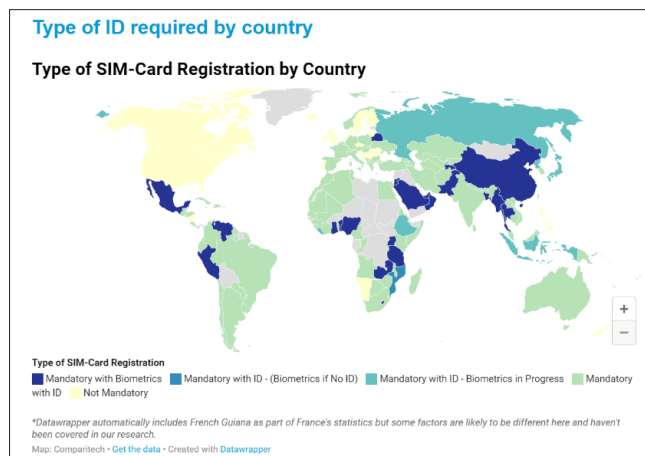 Type of ID required by country
Type of SIM-Card Registration by Country
+
−
Type of SIM-Card Registration
Mandatory with Biometrics Mandatory with ID - (Biometrics if No ID) Mandatory with ID - Biometrics in Progress Mandatory
with ID Not Mandatory
*Datawrapper automatically includes French Guiana as part of France's statistics but some factors are likely to be different here and haven't
been covered in our research.
Map: Comparitech • Get the data • Created with Datawrapper